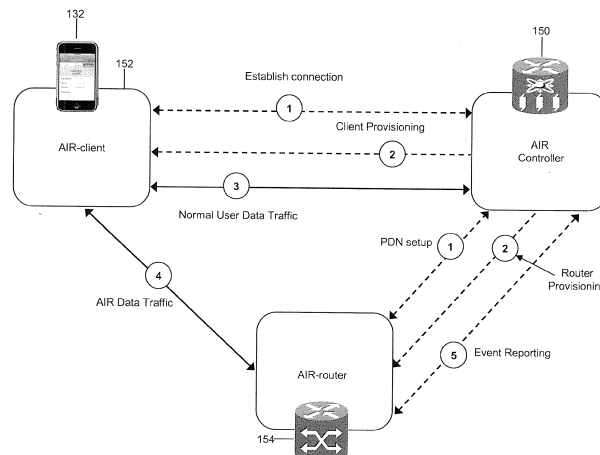 132
150
152
Establish connection
1
AIR-client
Client Provisioning
AIR
Controller
2
3
Normal User Data Traffic
PDN setup
1
2
4
Router
Provisionin
AIR Data Traffic
5
Event Reporting
AIR-router
154